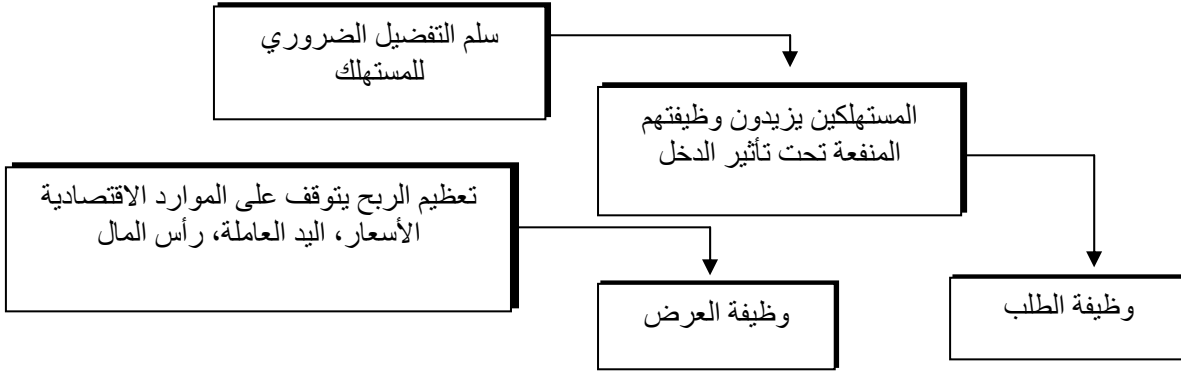 سلم التفضيل الضروري
للمستهلك
المستهلكين يزيدون وظيفتهم
المنفعة تحت تأثير الدخل
تعظيم الربح يتوقف على الموارد الاقتصادية
الأسعار، اليد العاملة، رأس المال
وظيفة الطلب
وظيفة العرض